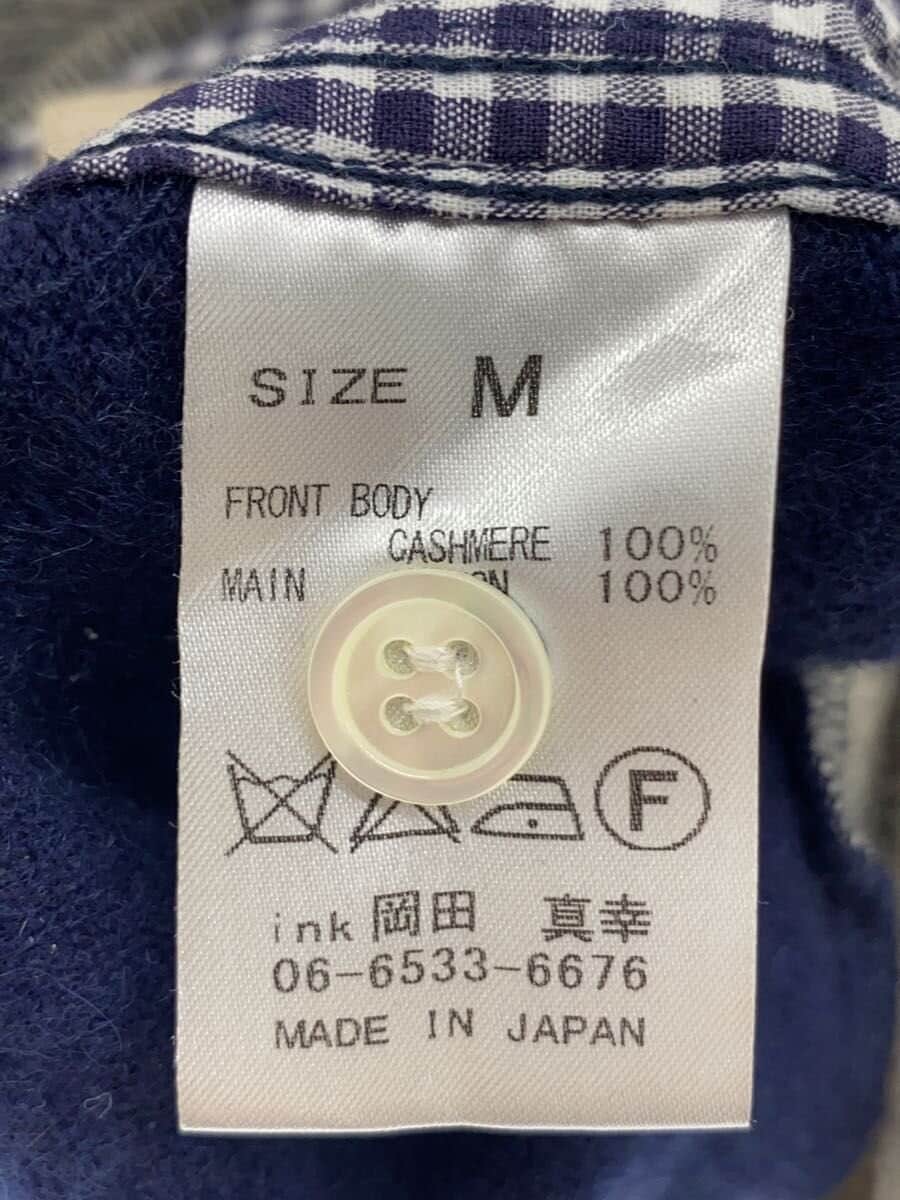 SIZE M
FRONT BODY
CASHMERE 100%
MAIN 100%
F
ink 岡田 真幸
06-6533-6676
MADE IN JAPAN